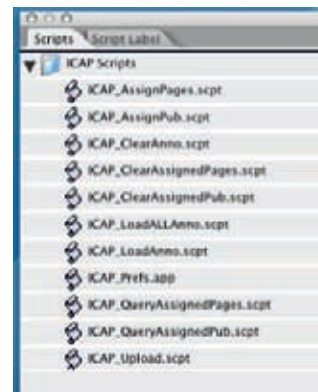 Scripts Script Label
ICAP Scripts
ICAP_AssignPages.scpt
ICAP_AssignPub.scpt
ICAP_ClearAnno.scpt
ICAP_ClearAssignedPages.scpt
ICAP_ClearAssignedPub.scpt
ICAP_LoadALLAnno.scpt
ICAP_LoadAnno.scpt
ICAP_Prefs.app
ICAP_QueryAssignedPages.scpt
ICAP_QueryAssignedPub.scpt
ICAP_Upload.scpt